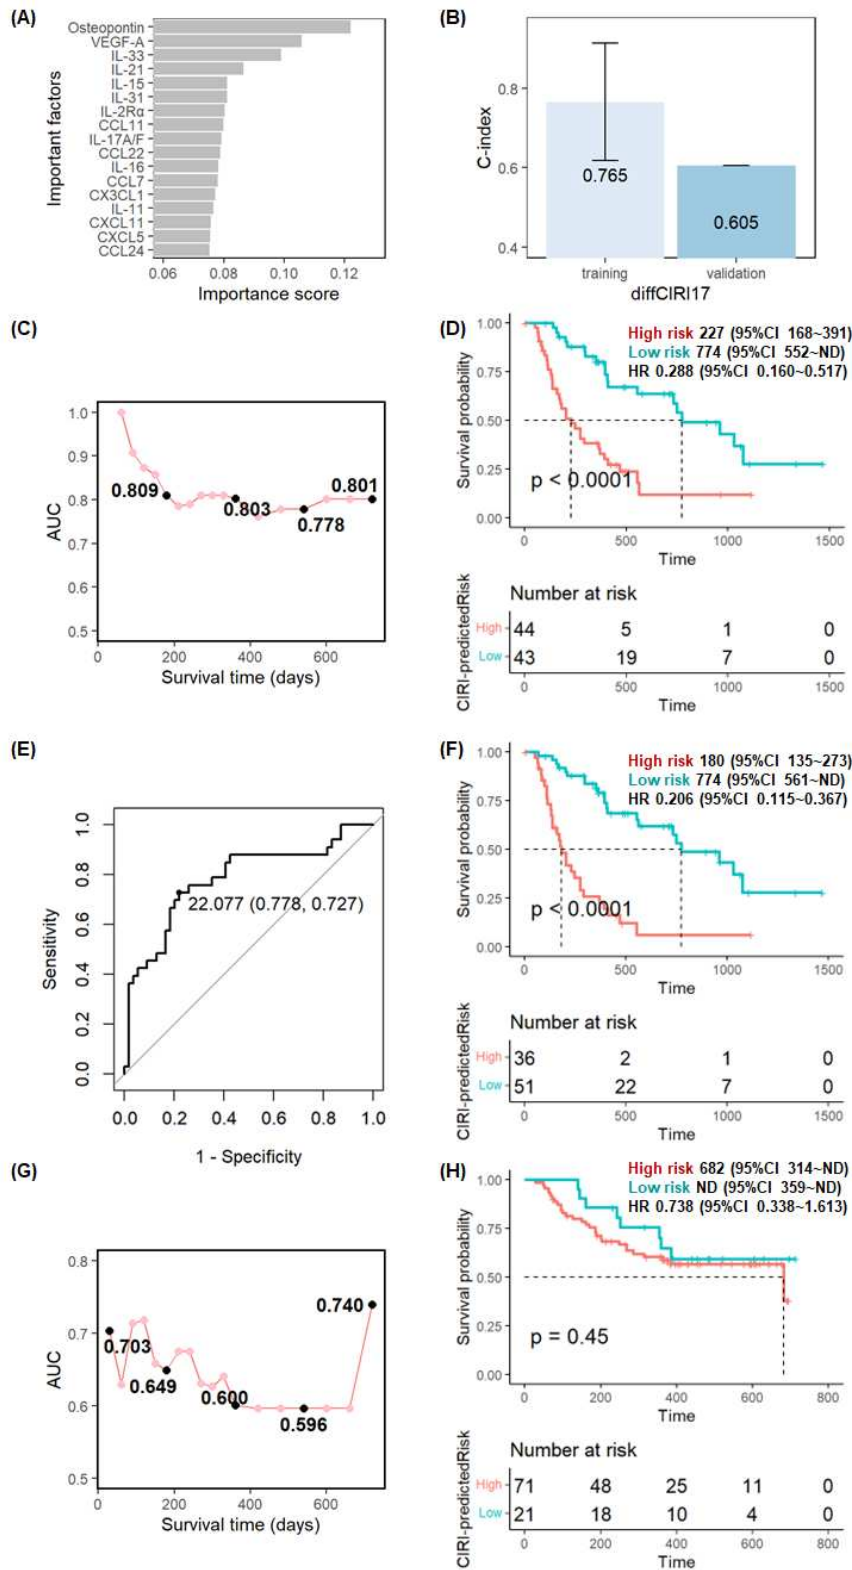 (A)
Important factors
Osteopontin
VEGF-A
IL-33
IL-21
IL-15
IL-31
IL-2Rα
CCL11
IL-17A/F
CCL22
IL-16
CCL7
CX3CL1
IL-11
CXCL11
CXCL5
CCL24
0.06 0.08 0.10 0.12
Importance score
(B)
C-index
0.8
0.6
0.4
0.765
0.605
training validation
diffCIRI17
(C)
AUC
1.0
0.9
0.8
0.7
0.6
0.5
0.809
0.803
0.778
0.801
0 200 400 600
Survival time (days)
(D)
Survival probability
1.00
0.75
0.50
0.25
0.00
High risk 227 (95%CI 168~391)
Low risk 774 (95%CI 552~ND)
HR 0.288 (95%CI 0.160~0.517)
p < 0.0001
0 500 1000 1500
Time
Number at risk
CIRI-predictedRisk
High 44 5 1 0
Low 43 19 7 0
0 500 1000 1500
Time
(E)
Sensitivity
1.0
0.8
0.6
0.4
0.2
0.0
22.077 (0.778, 0.727)
0.0 0.2 0.4 0.6 0.8 1.0
1 - Specificity
(F)
Survival probability
1.00
0.75
0.50
0.25
0.00
High risk 180 (95%CI 135~273)
Low risk 774 (95%CI 561~ND)
HR 0.206 (95%CI 0.115~0.367)
p < 0.0001
0 500 1000 1500
Time
Number at risk
CIRI-predictedRisk
High 36 2 1 0
Low 51 22 7 0
0 500 1000 1500
Time
(G)
AUC
0.8
0.7
0.6
0.5
0.703
0.649
0.600
0.596
0.740
0 200 400 600
Survival time (days)
(H)
Survival probability
1.00
0.75
0.50
0.25
0.00
High risk 682 (95%CI 314~ND)
Low risk ND (95%CI 359~ND)
HR 0.738 (95%CI 0.338~1.613)
p = 0.45
0 200 400 600 800
Time
Number at risk
CIRI-predictedRisk
High 71 48 25 11 0
Low 21 18 10 4 0
0 200 400 600 800
Time